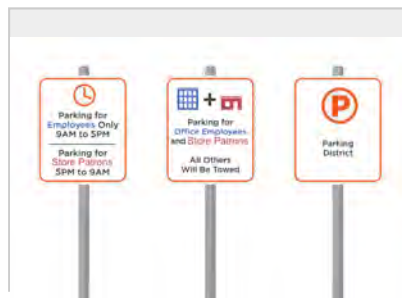 Parking for
Employees Only
9AM to 5PM
Parking for
Store Patrons
5PM to 9AM
+
Parking for
Office Employees
and Store Patrons
All Others
Will Be Towed
P
Parking
District